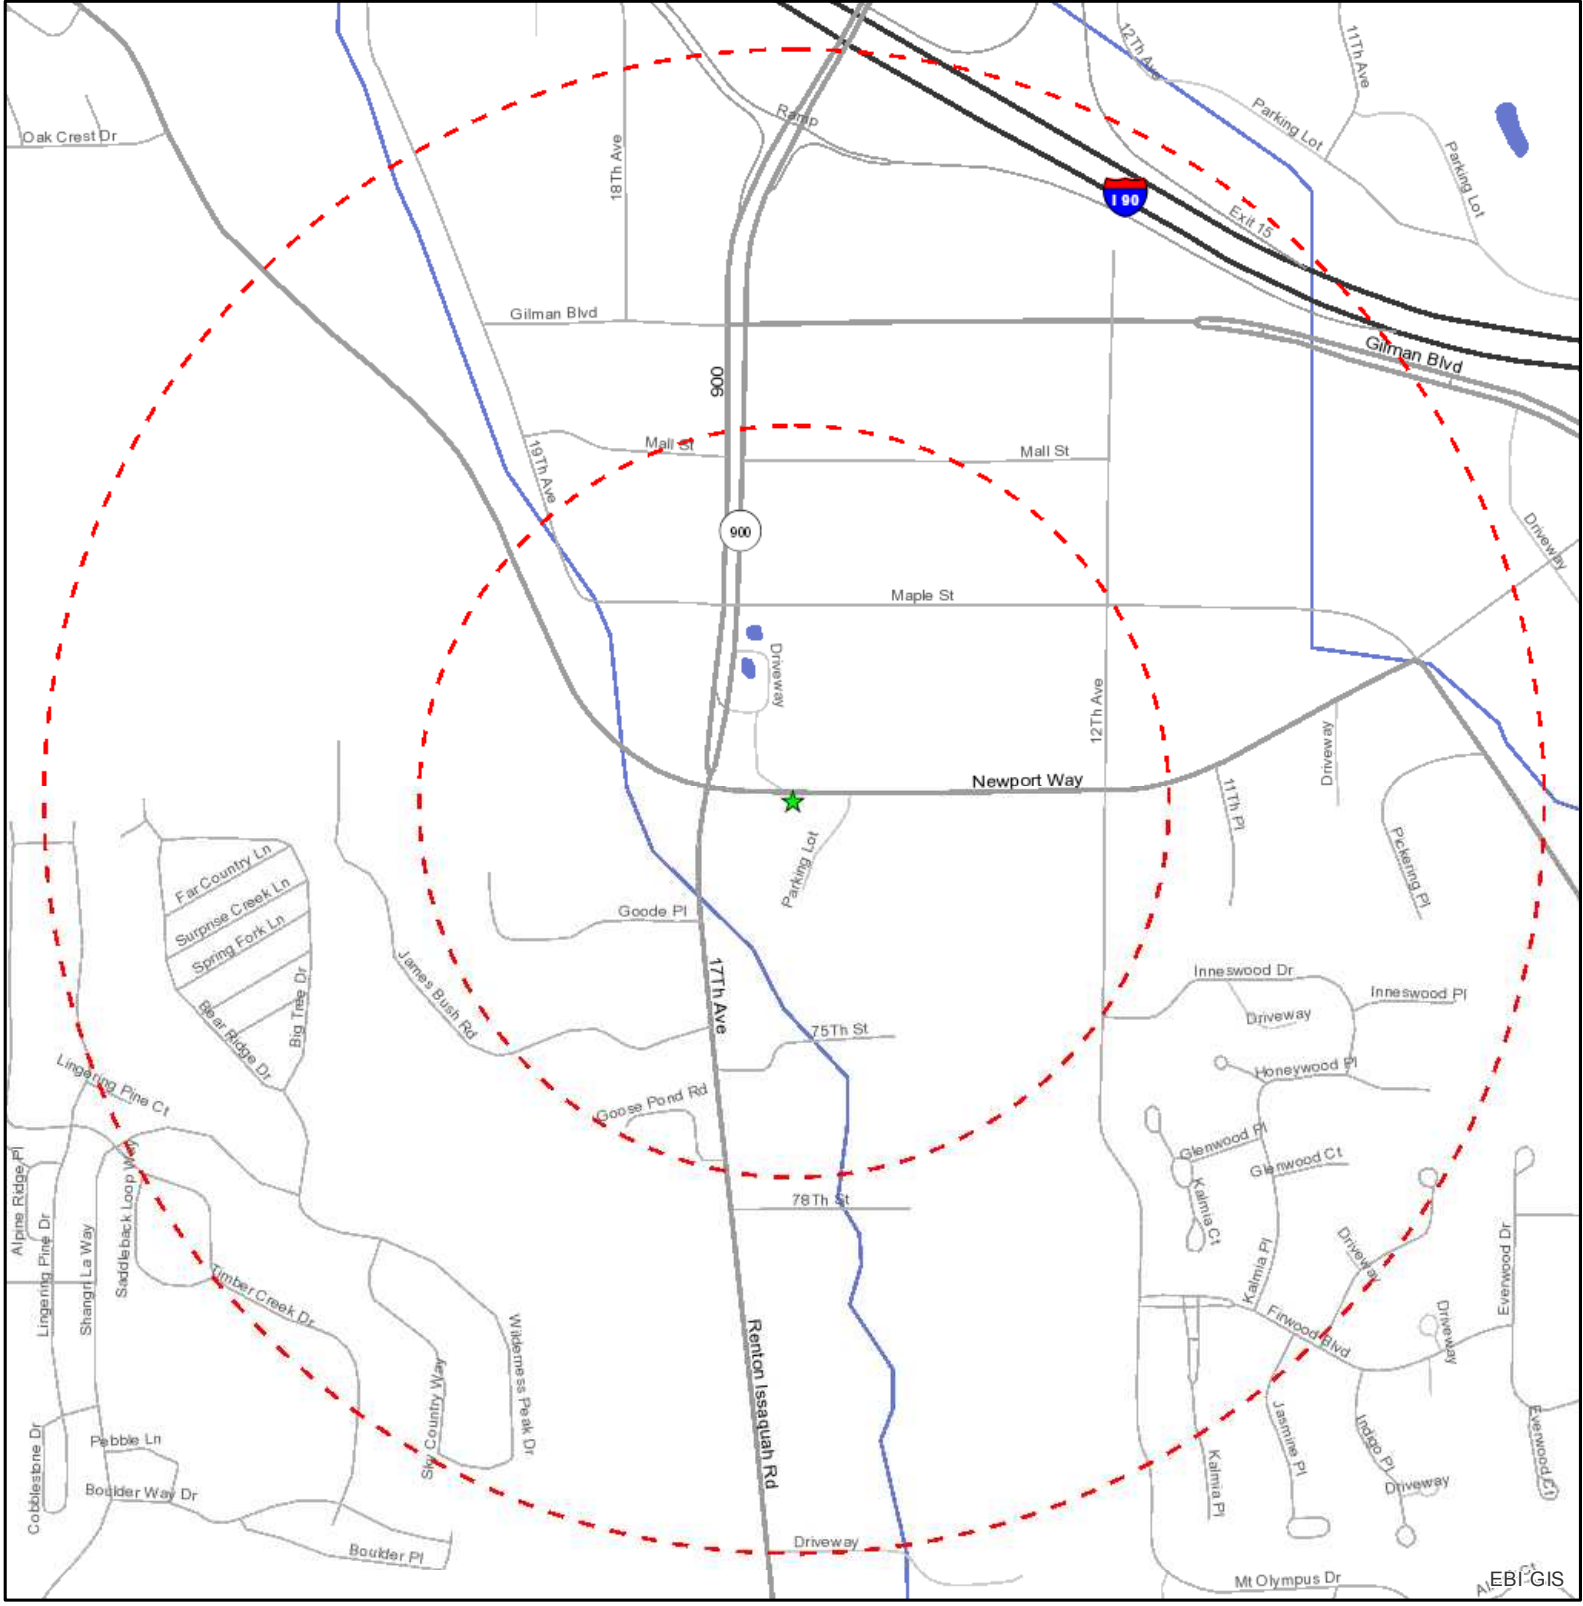 12Th Ave
11Th Ave
Oak Crest Dr
Ramp
Parking Lot
18Th Ave
Parking Lot
I 90
Exit 15
Gilman Blvd
Gilman Blvd
900
Mall St
Mall St
19Th Ave
900
Driveway
Maple St
Driveway
12Th Ave
Driveway
Newport Way
11Th Pl
Pickering Pl
Parking Lot
Far Country Ln
Surprise Creek Ln
Spring Fork Ln
Goode Pl
James Bush Rd
17Th Ave
Big Tree Dr
Bear Ridge Dr
Inneswood Dr
Inneswood Pl
Driveway
75Th St
Honeywood Pl
Lingering Pine Ct
Goose Pond Rd
Glenwood Pl
Glenwood Ct
Alpine Ridge Pl
Lingering Pine Dr
Shangri La Way
Saddleback Loop Way
78Th St
Kalmia Ct
Kalmia Pl
Driveway
Everwood Dr
Timber Creek Dr
Firwood Blvd
Driveway
Wilderness Peak Dr
Sky Country Way
Renton Issaquah Rd
Cobblestone Dr
Pebble Ln
Boulder Way Dr
Jasmine Pl
Indigo Pl
Everwood Ct
Kalmia Pl
Driveway
Boulder Pl
Driveway
Mt Olympus Dr
EBI GIS